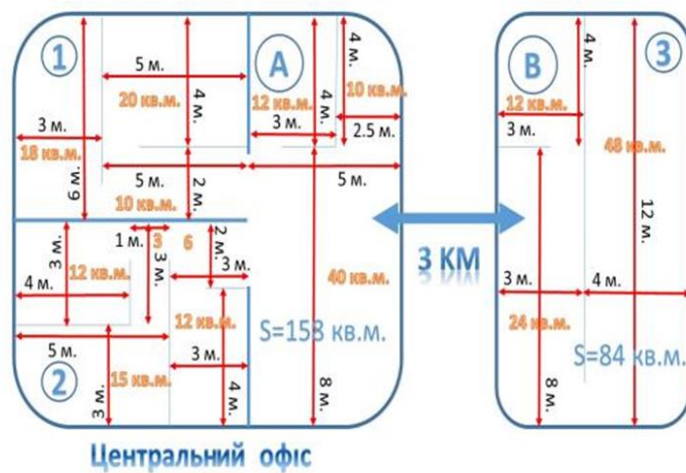 1
5 м.
20 кв.м.
4 м.
3 м.
18 кв.м.
6 м.
5 м.
10 кв.м.
2 м.
A
12 кв.м.
3 м.
4 м.
4 м.
10 кв.м.
2.5 м.
5 м.
40 кв.м.
S=158 кв.м.
8 м.
1 м.
3
6
2 м.
3 м.
3 м.
12 кв.м.
4 м.
3 м.
5 м.
12 кв.м.
3 м.
4 м.
15 кв.м.
3 м.
2
3 KM
B
3
12 кв.м.
3 м.
4 м.
48 кв.м.
12 м.
3 м.
4 м.
24 кв.м.
8 м.
S=84 кв.м.
Центральний офіс